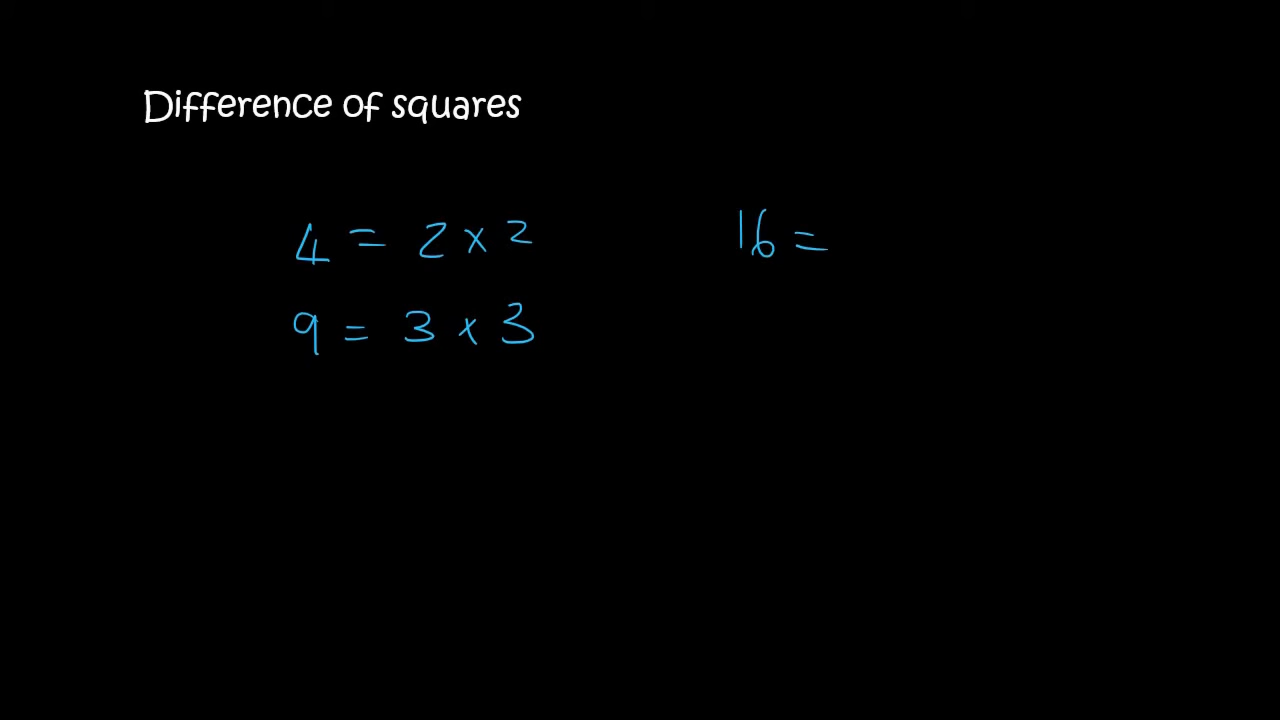 Difference of squares
4 = 2 x 2
9 = 3 x 3
16 =